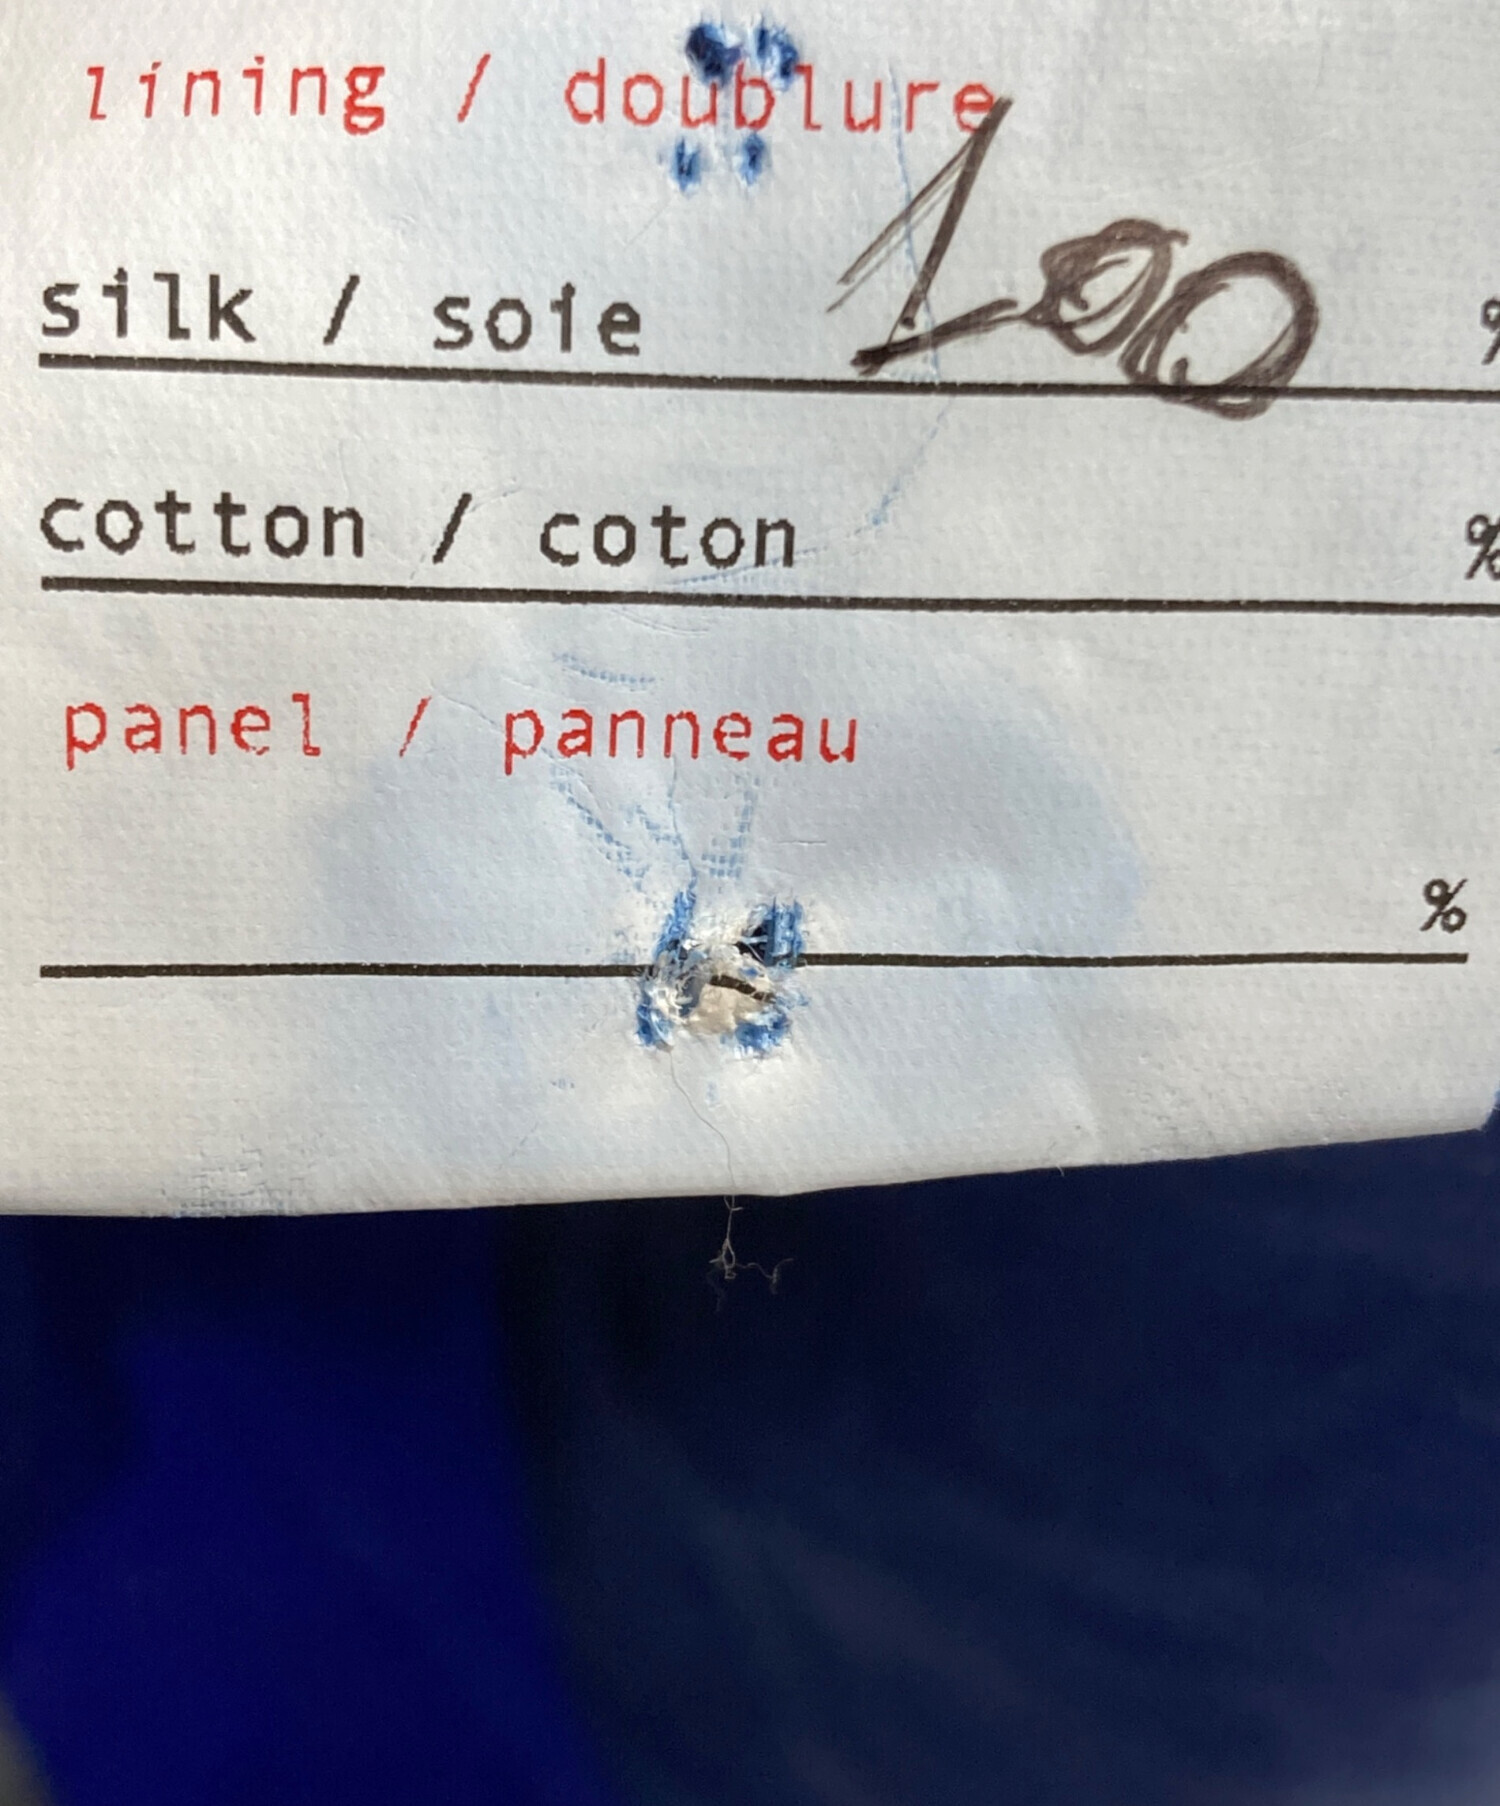 lining / doublure
silk / soie 100 %
cotton / coton %
panel / panneau
%